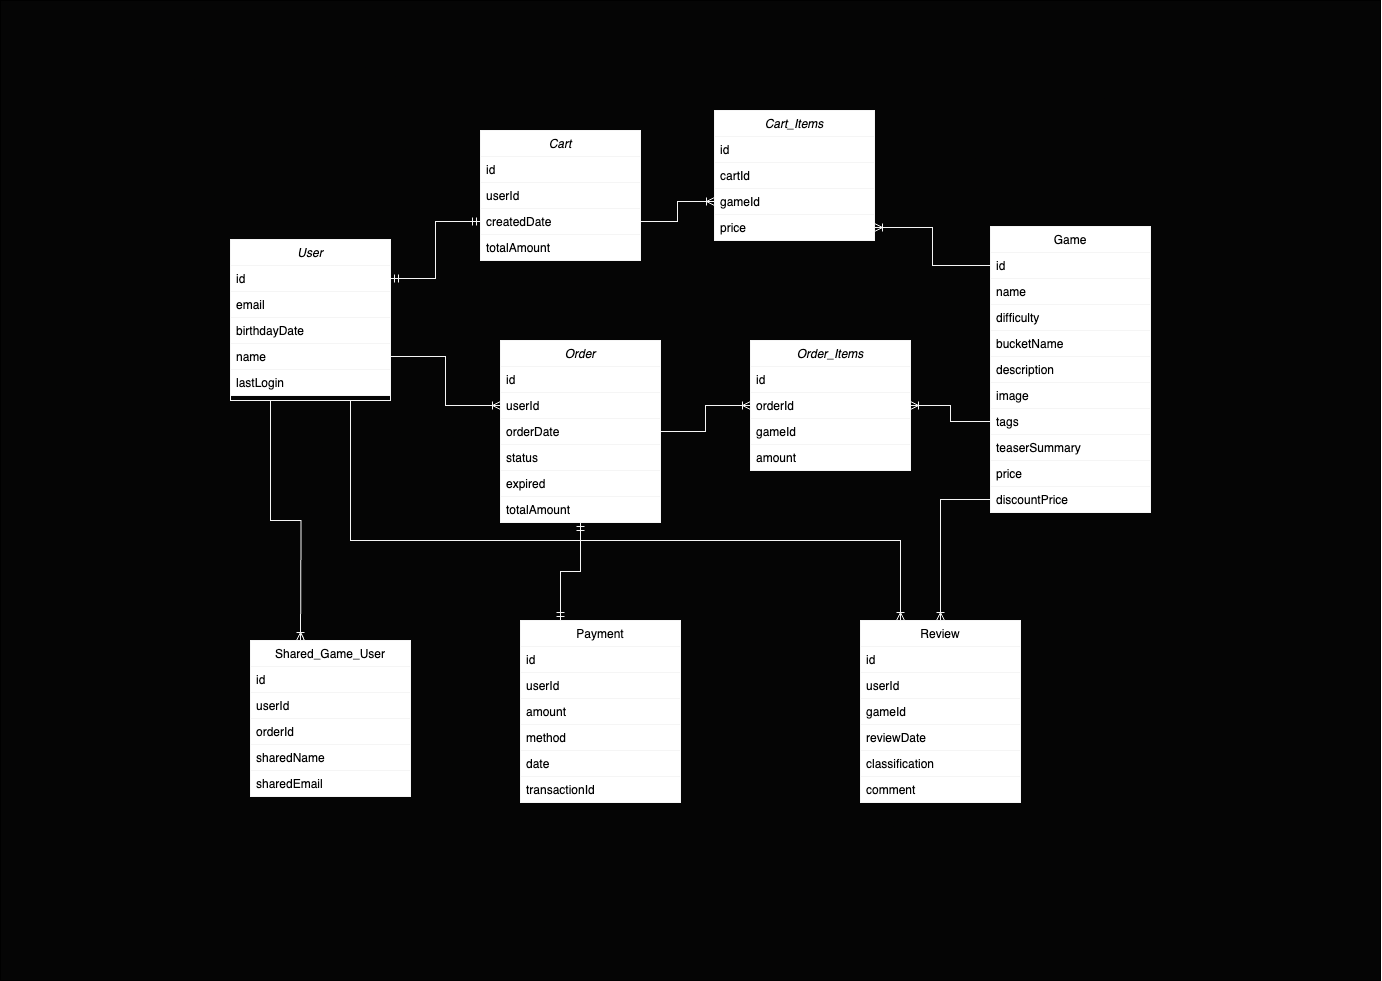 Cart
id
userId
createdDate
totalAmount
Cart_Items
id
cartId
gameId
price
User
id
email
birthdayDate
name
lastLogin
Game
id
name
difficulty
bucketName
description
image
tags
teaserSummary
price
discountPrice
Order
id
userId
orderDate
status
expired
totalAmount
Order_Items
id
orderId
gameId
amount
Shared_Game_User
id
userId
orderId
sharedName
sharedEmail
Payment
id
userId
amount
method
date
transactionId
Review
id
userId
gameId
reviewDate
classification
comment